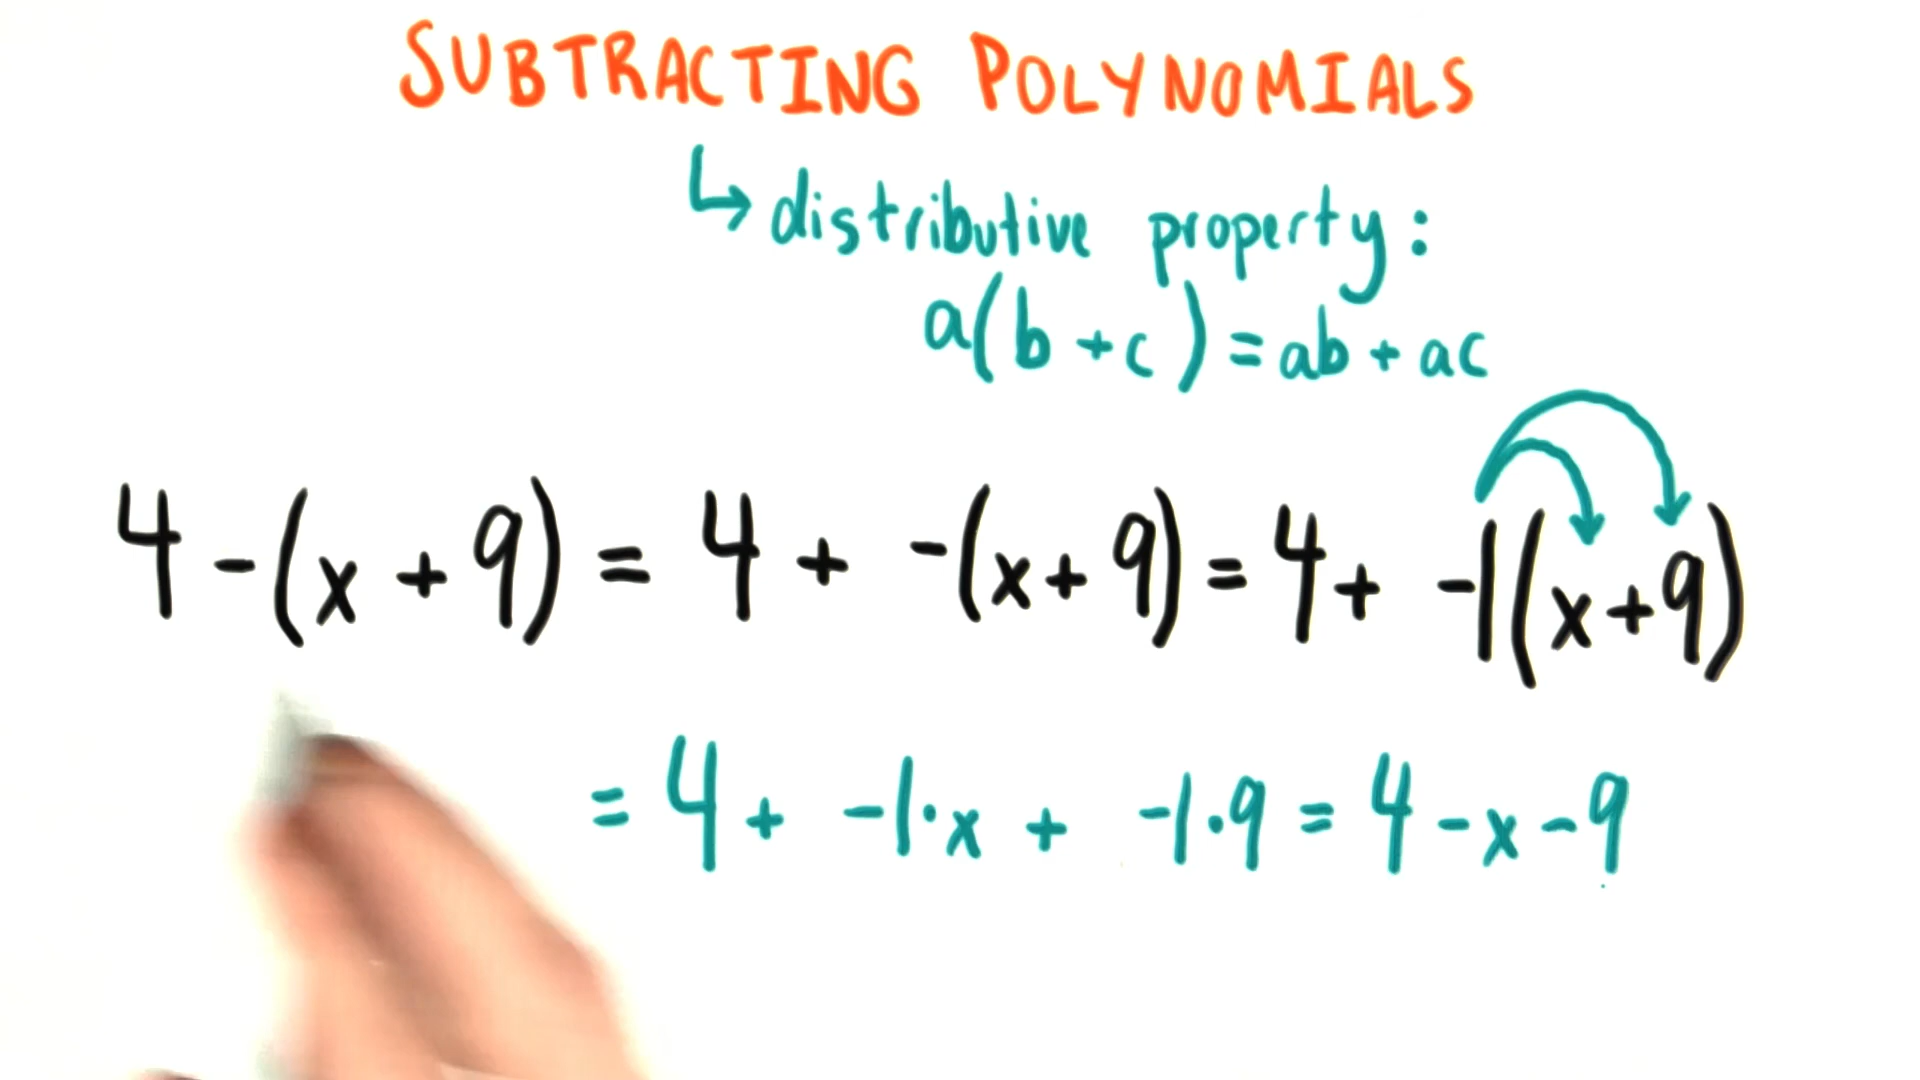 SUBTRACTING POLYNOMIALS
↳ distributive property:
a(b+c)=ab+ac
4-(x+9)=4+ -(x+9)=4+ -1(x+9)
=4+ -1·x+ -1·9=4-x-9